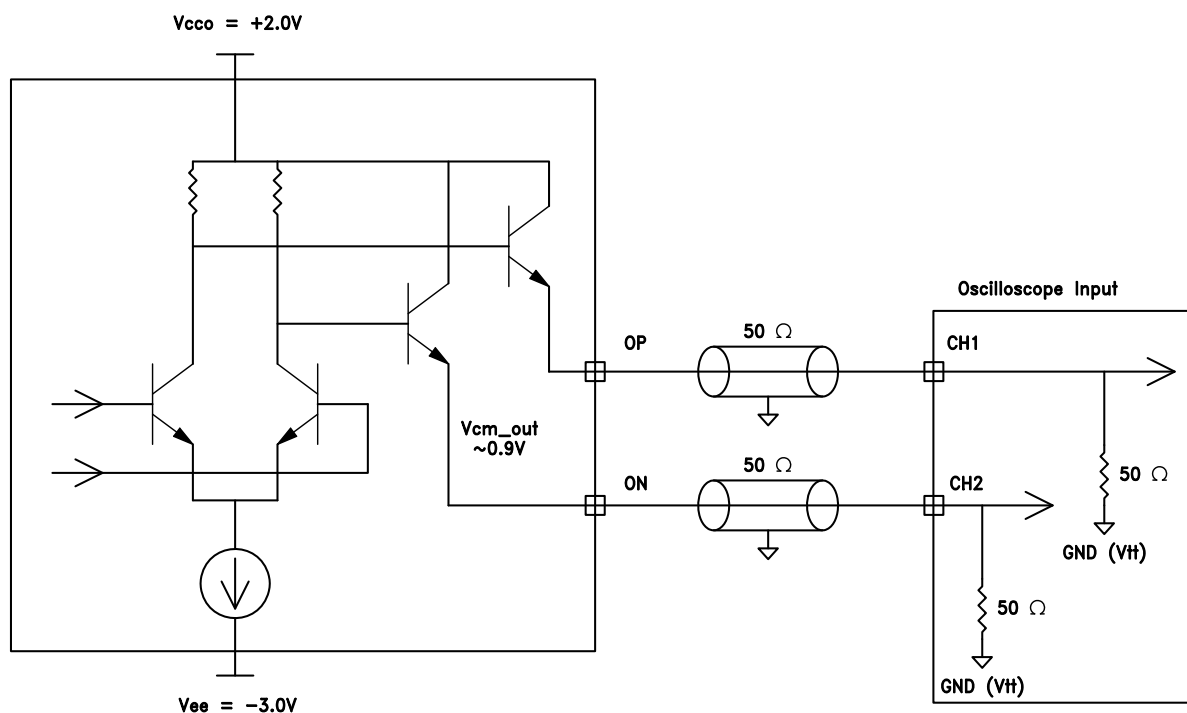 Vcco = +2.0V
Oscilloscope Input
OP
50 Ω
CH1
Vcm_out
~0.9V
50 Ω
ON
50 Ω
CH2
GND (Vtt)
50 Ω
GND (Vtt)
Vee = -3.0V